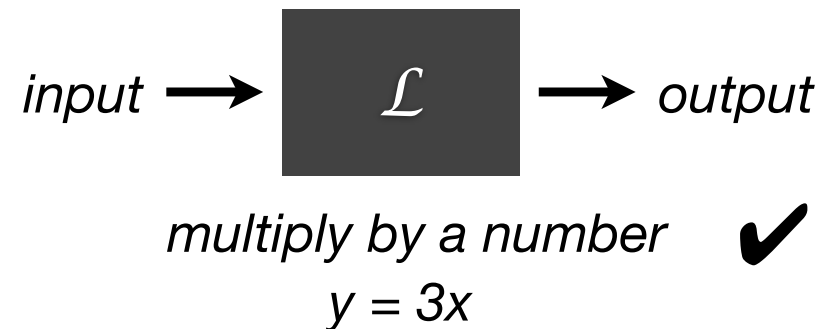 input ℒ output
multiply by a number ✔
y = 3x